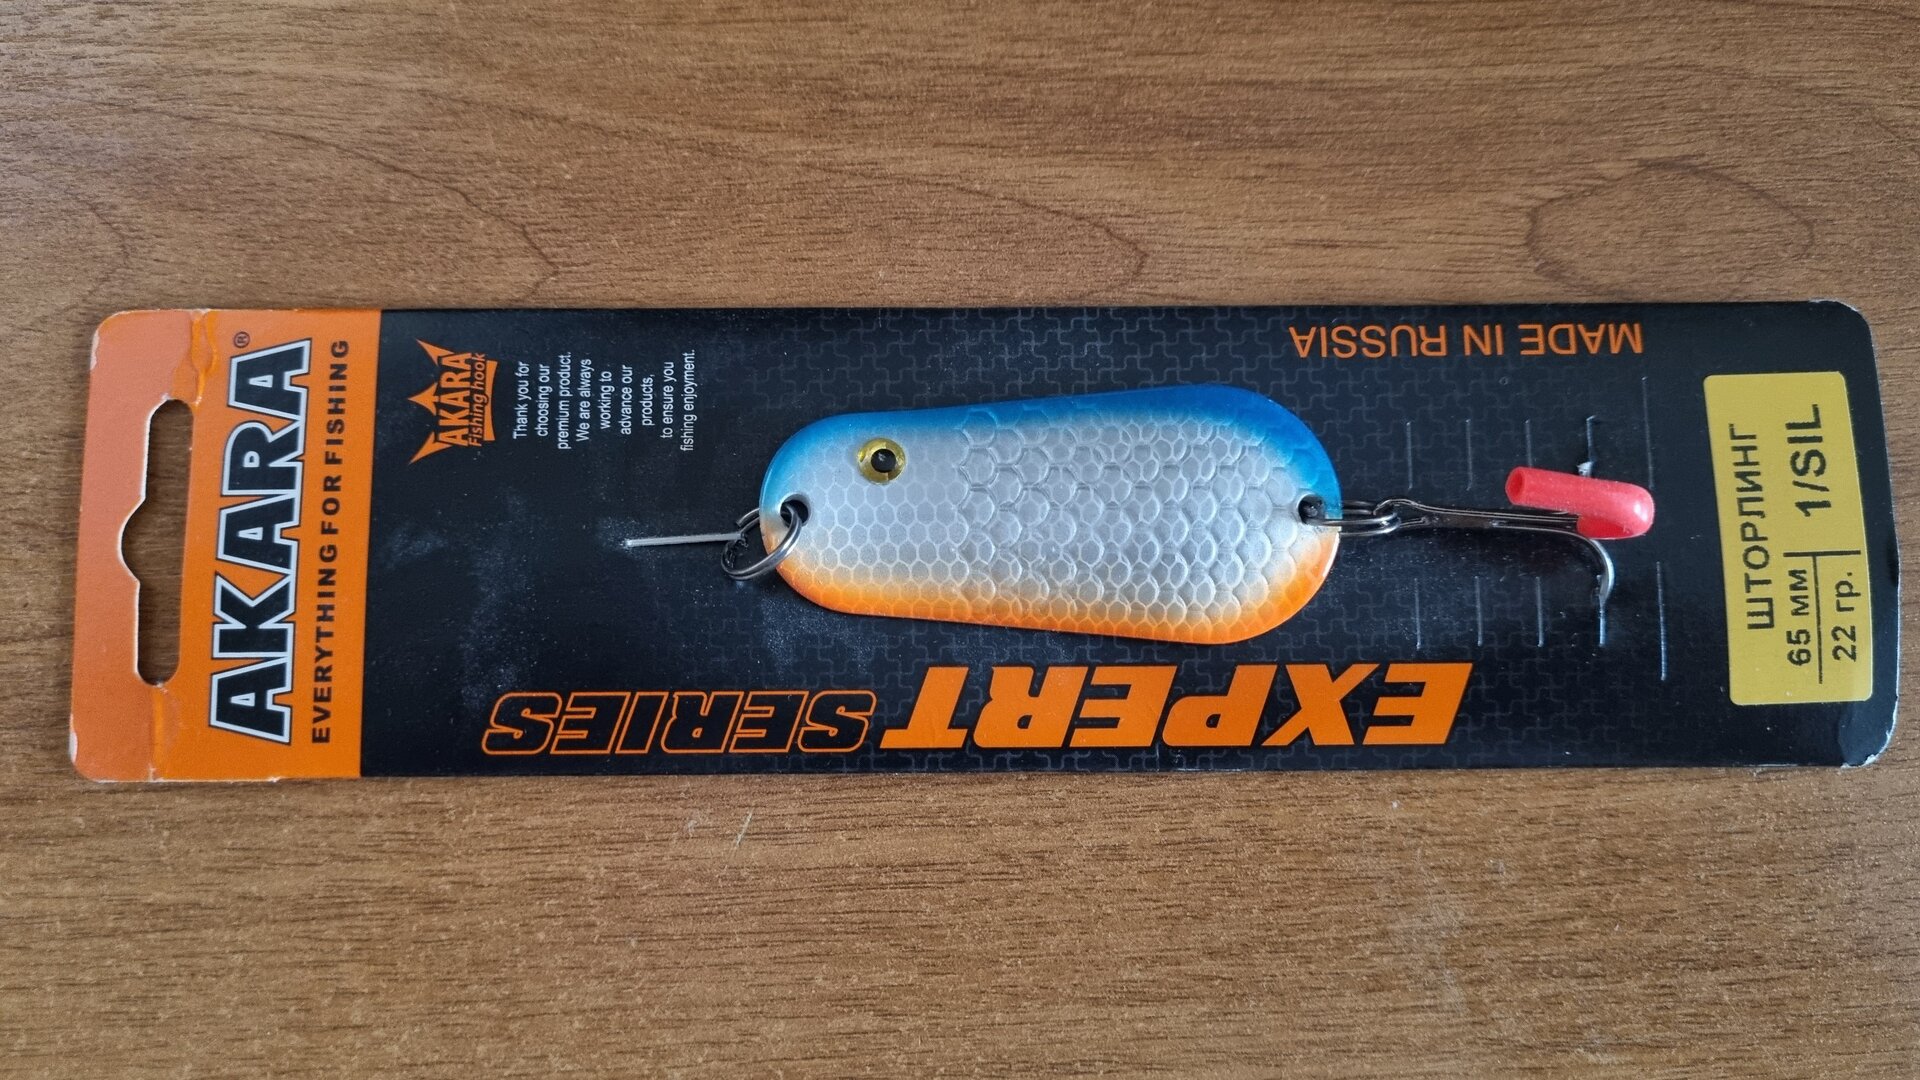 AKARA®
EVERYTHING FOR FISHING
AKARA
Fishing hook
Thank you for
choosing our
premium product.
We are always
working to
advance our
products,
to ensure you
fishing enjoyment.
MADE IN RUSSIA
EXPERT SERIES
ШТОРЛИНГ
65 мм 1/SIL
22 гр.